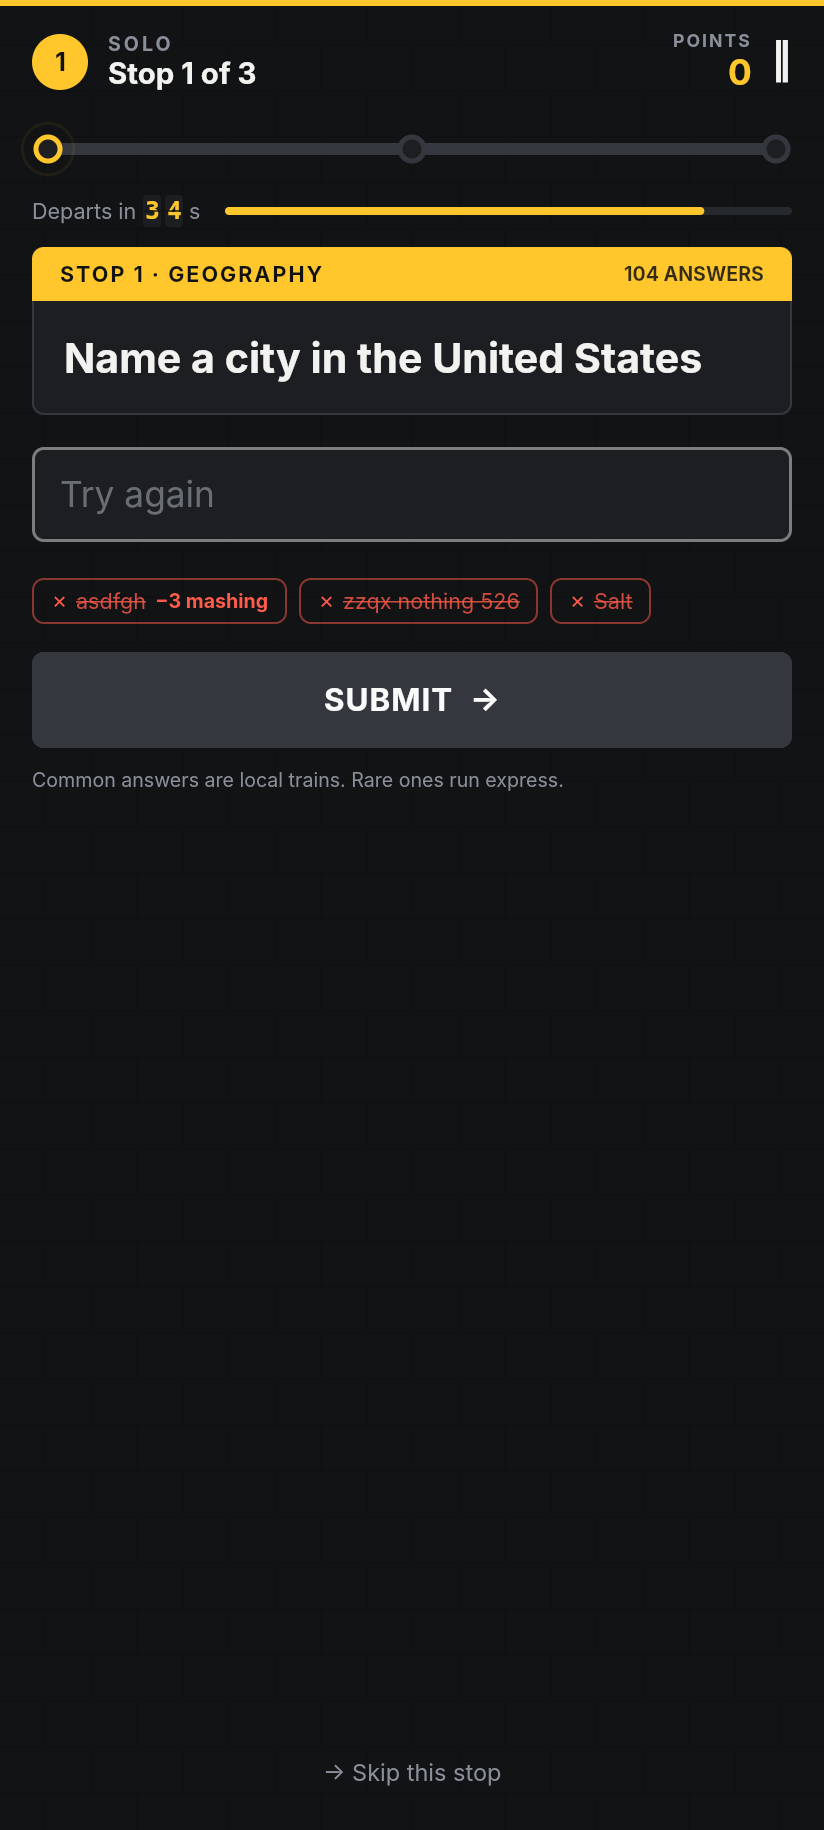 1
SOLO
Stop 1 of 3
POINTS
0
Departs in 34 s
STOP 1 · GEOGRAPHY
104 ANSWERS
Name a city in the United States
Try again
× asdfgh −3 mashing
× zzqx nothing 526
× Salt
SUBMIT →
Common answers are local trains. Rare ones run express.
→ Skip this stop